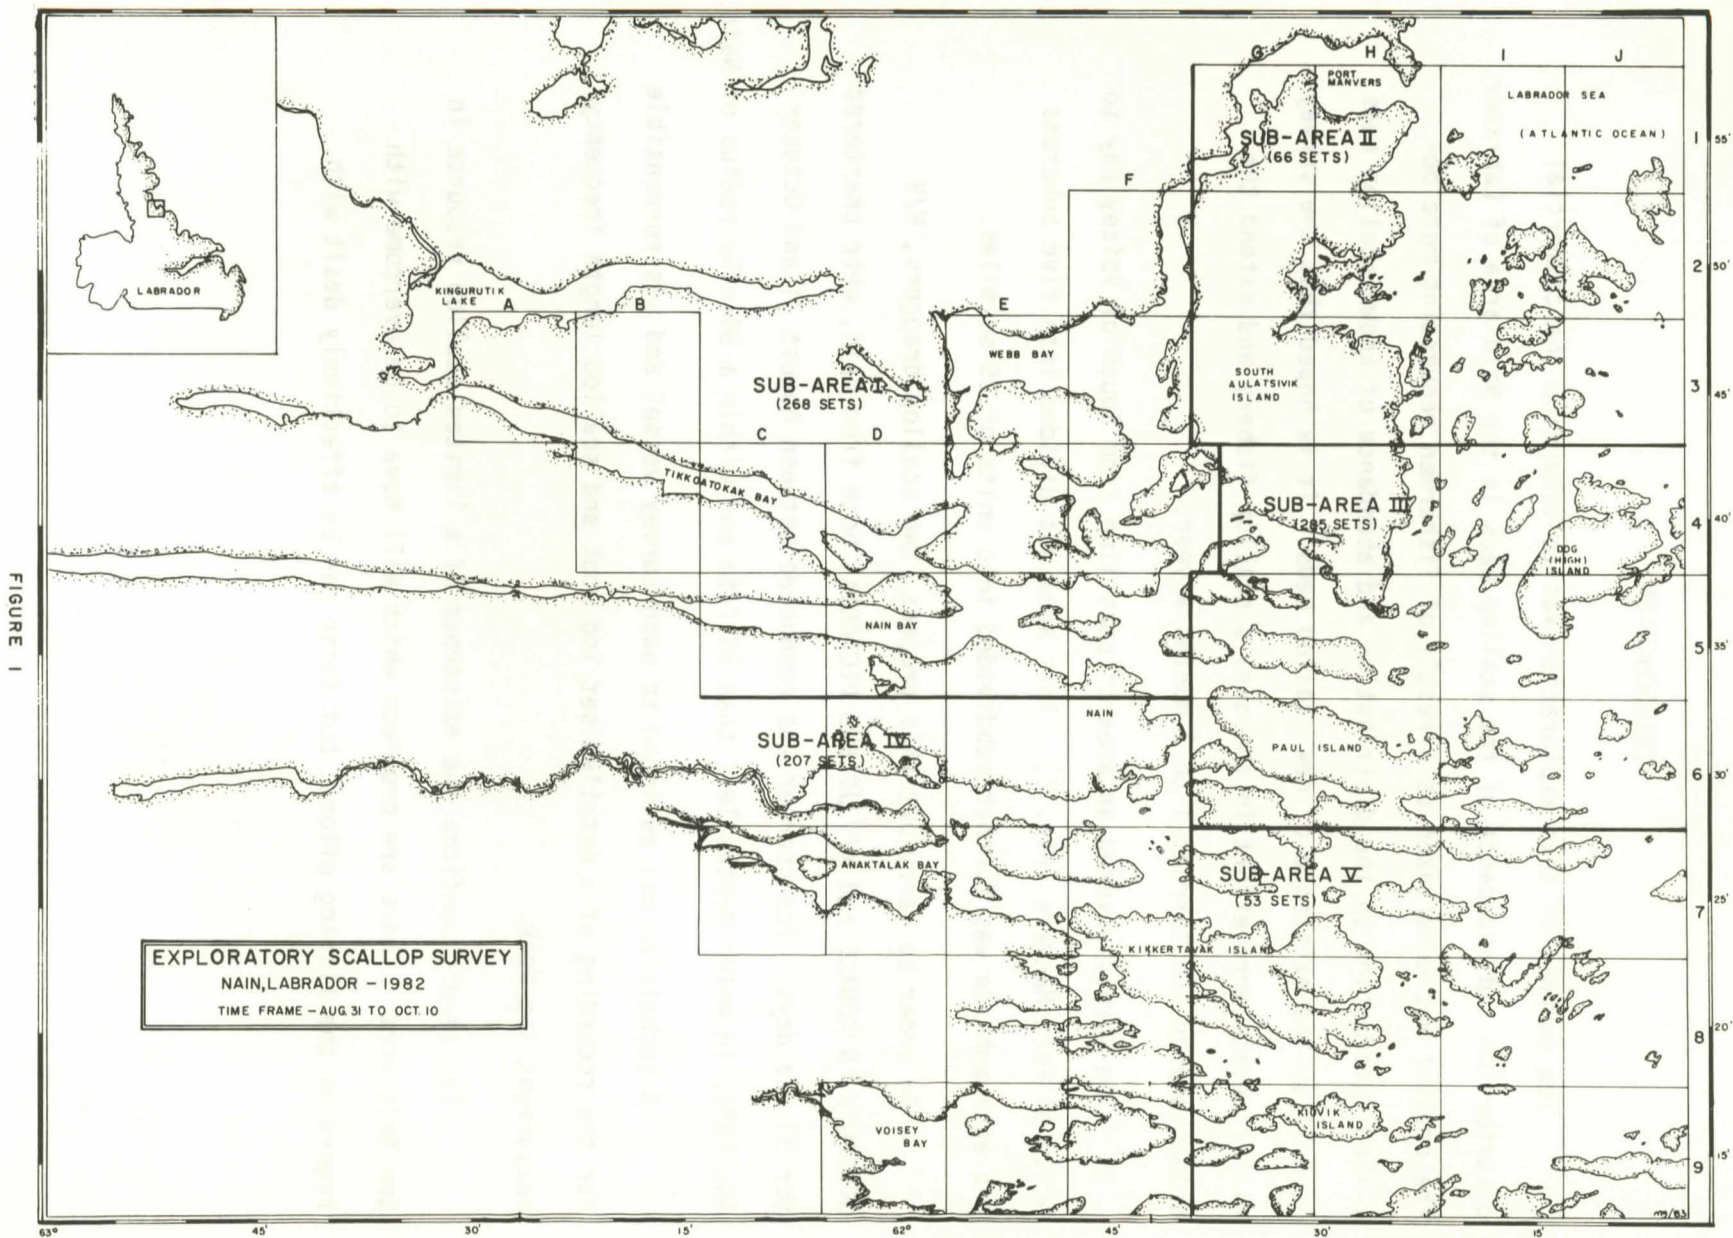 G H I J
PORT
MANVERS
LABRADOR SEA
(ATLANTIC OCEAN)
SUB-AREA II
(66 SETS)
1
55'
F
2
50'
LABRADOR
KINGURUTIK
LAKE
A
B
E
WEBB BAY
SOUTH
AULATSIVIK
ISLAND
SUB-AREA I
(268 SETS)
3
45'
C
D
TIKKOATOKAK BAY
SUB-AREA III
(285 SETS)
4
40'
DOG
(HIGH)
ISLAND
NAIN BAY
5
35'
NAIN
SUB-AREA IV
(207 SETS)
PAUL ISLAND
6
30'
ANAKTALAK BAY
SUB-AREA V
(53 SETS)
7
25'
KIKKERTAVAK ISLAND
EXPLORATORY SCALLOP SURVEY
NAIN, LABRADOR - 1982
TIME FRAME - AUG. 31 TO OCT. 10
8
20'
VOISEY
BAY
KIUVIK
ISLAND
9
15'
63° 45' 30' 15' 62° 45' 30' 15'
FIGURE 1